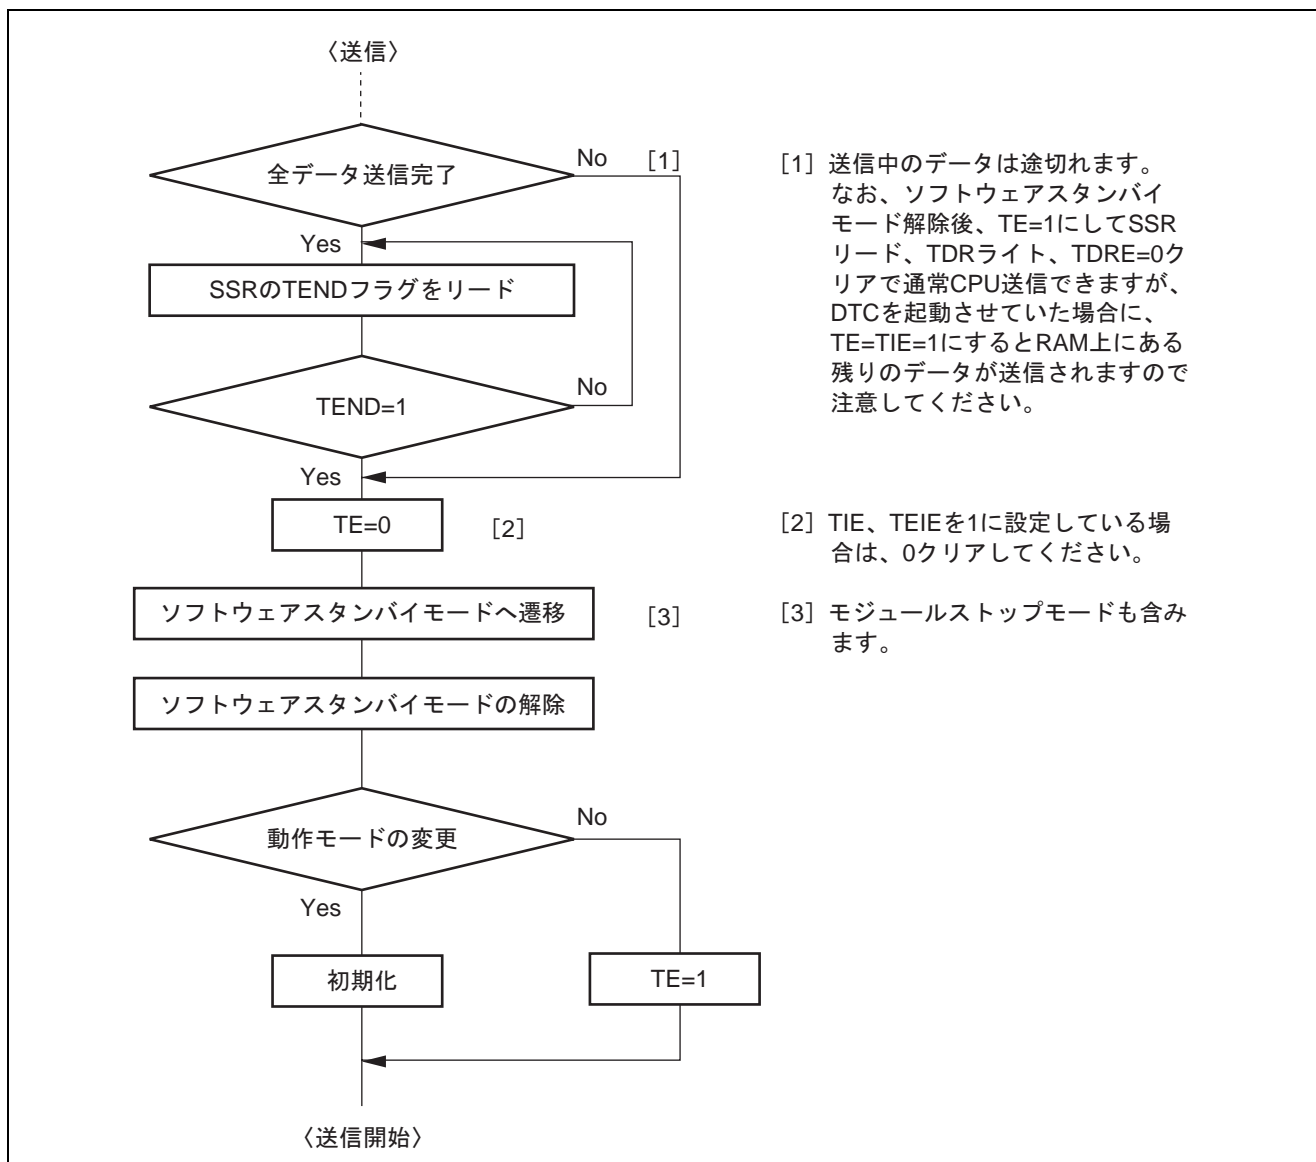 〈送信〉
全データ送信完了
No
［1］
Yes
SSRのTENDフラグをリード
TEND=1
No
Yes
TE=0
［2］
ソフトウェアスタンバイモードへ遷移
［3］
ソフトウェアスタンバイモードの解除
動作モードの変更
No
Yes
初期化
TE=1
〈送信開始〉
［1］送信中のデータは途切れます。
なお、ソフトウェアスタンバイ
モード解除後、TE=1にしてSSR
リード、TDRライト、TDRE=0ク
リアで通常CPU送信できますが、
DTCを起動させていた場合に、
TE=TIE=1にするとRAM上にある
残りのデータが送信されますので
注意してください。
［2］TIE、TEIEを1に設定している場
合は、0クリアしてください。
［3］モジュールストップモードも含み
ます。